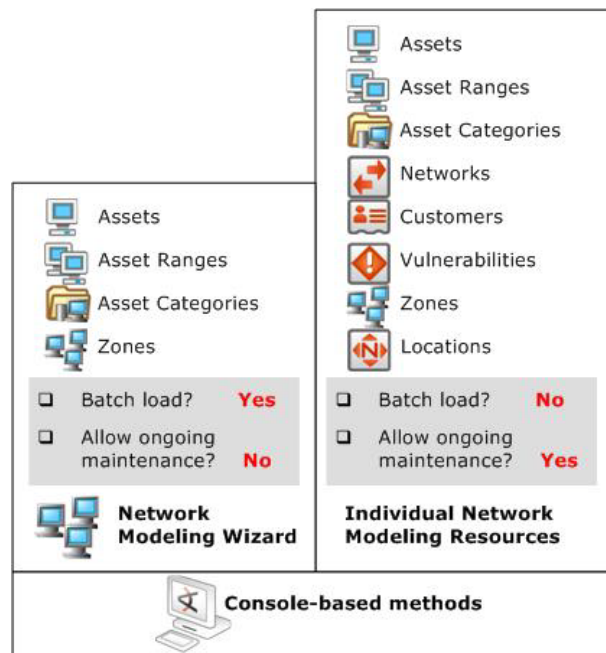 Assets
Asset Ranges
Asset Categories
Zones
❑ Batch load? Yes
❑ Allow ongoing
maintenance? No
Network
Modeling Wizard
Assets
Asset Ranges
Asset Categories
Networks
Customers
Vulnerabilities
Zones
N
Locations
❑ Batch load? No
❑ Allow ongoing
maintenance? Yes
Individual Network
Modeling Resources
Console-based methods